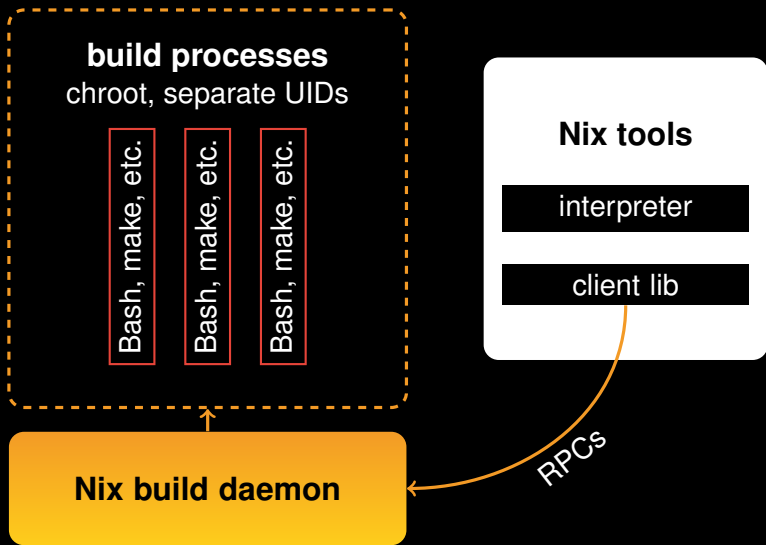 build processes
chroot, separate UIDs
Bash, make, etc.
Bash, make, etc.
Bash, make, etc.
Nix tools
interpreter
client lib
RPCs
Nix build daemon